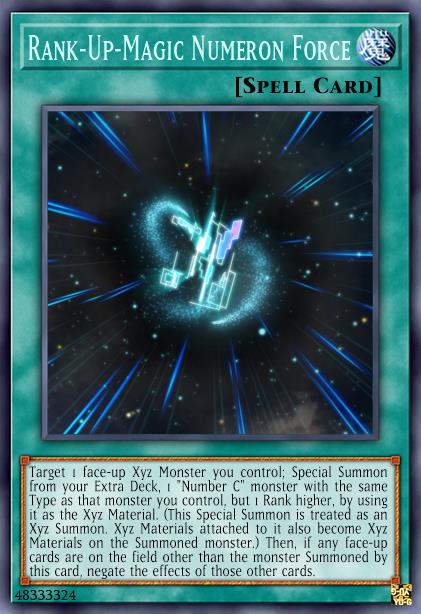 Rank-Up-Magic Numeron Force
魔
[Spell Card]
Target 1 face-up Xyz Monster you control; Special Summon
from your Extra Deck, 1 "Number C" monster with the same
Type as that monster you control, but 1 Rank higher, by using
it as the Xyz Material. (This Special Summon is treated as an
Xyz Summon. Xyz Materials attached to it also become Xyz
Materials on the Summoned monster.) Then, if any face-up
cards are on the field other than the monster Summoned by
this card, negate the effects of those other cards.
48333324